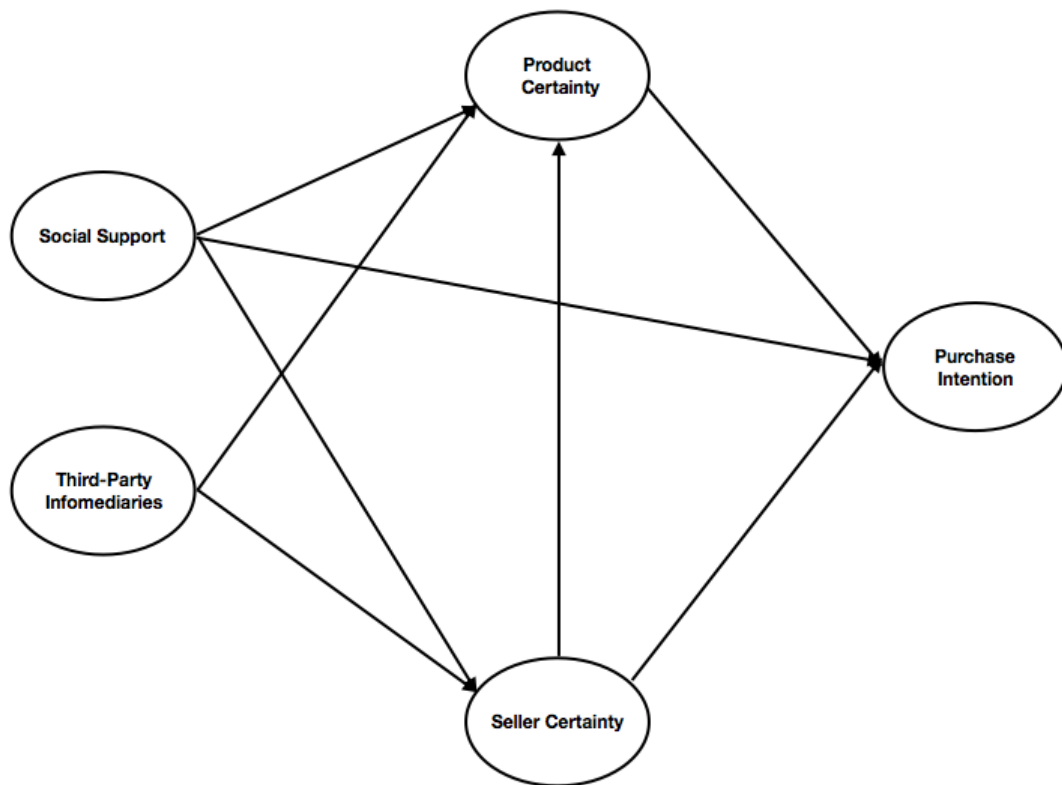 Product
Certainty
Social Support
Purchase
Intention
Third-Party
Infomediaries
Seller Certainty